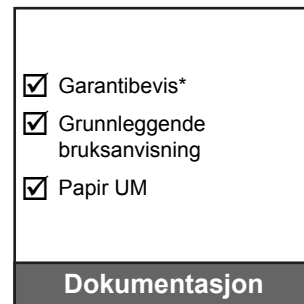 Garantibevis*
Grunnleggende
bruksanvisning
Papir UM
Dokumentasjon